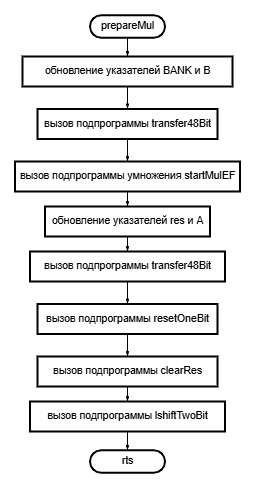 prepareMul
обновление указателей BANK и B
вызов подпрограммы transfer48Bit
вызов подпрограммы умножения startMulEF
обновление указателей res и A
вызов подпрограммы transfer48Bit
вызов подпрограммы resetOneBit
вызов подпрограммы clearRes
вызов подпрограммы lshiftTwoBit
rts